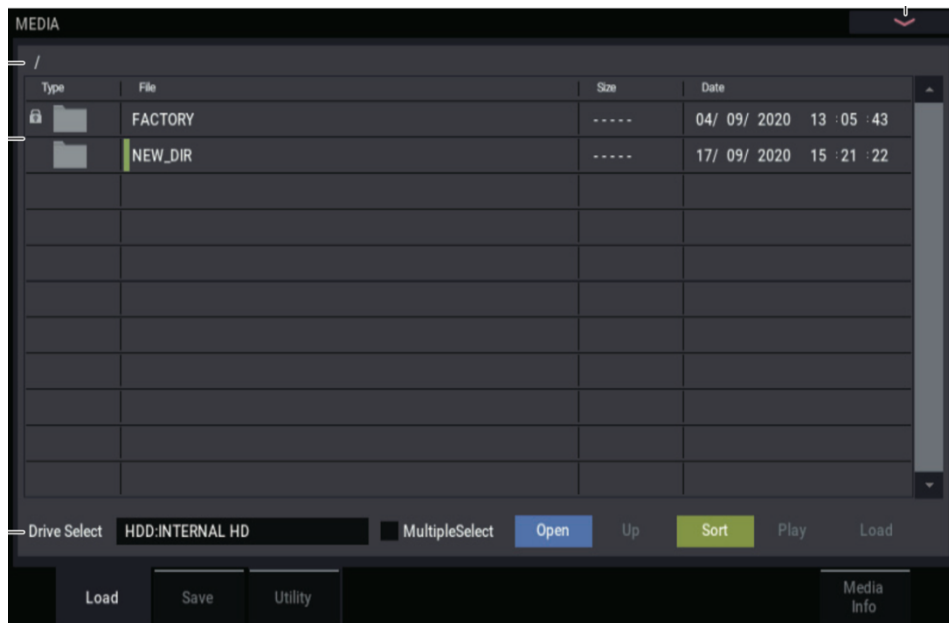 MEDIA
/
Type File Size Date
FACTORY ----- 04/ 09/ 2020 13 :05 :43
NEW_DIR ----- 17/ 09/ 2020 15 :21 :22
Drive Select HDD:INTERNAL HD MultipleSelect Open Up Sort Play Load
Load Save Utility Media
Info